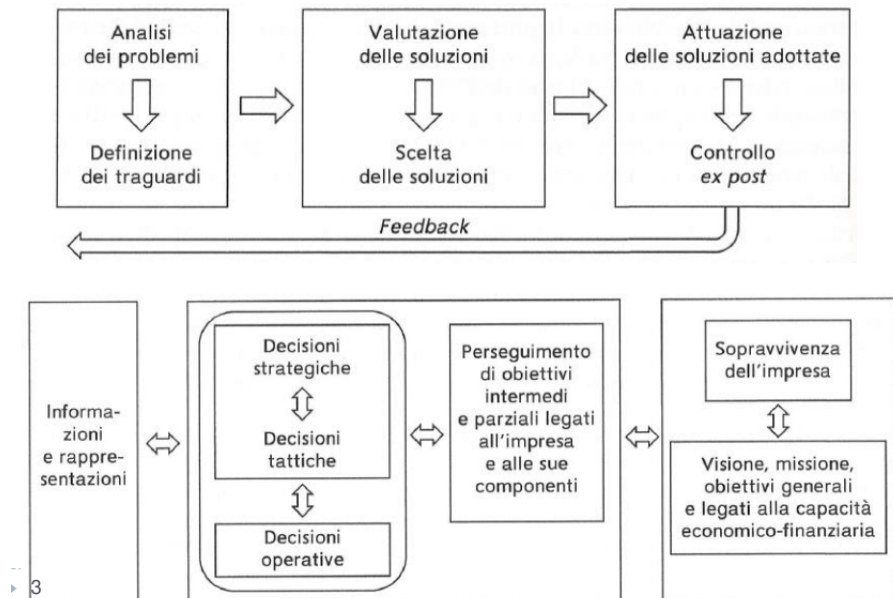 Analisi
dei problemi
Definizione
dei traguardi
Valutazione
delle soluzioni
Scelta
delle soluzioni
Attuazione
delle soluzioni adottate
Controllo
ex post
Feedback
Informa-
zioni
e rappre-
sentazioni
Decisioni
strategiche
Decisioni
tattiche
Decisioni
operative
Perseguimento
di obiettivi
intermedi
e parziali legati
all'impresa
e alle sue
componenti
Sopravvivenza
dell'impresa
Visione, missione,
obiettivi generali
e legati alla capacità
economico-finanziaria
3